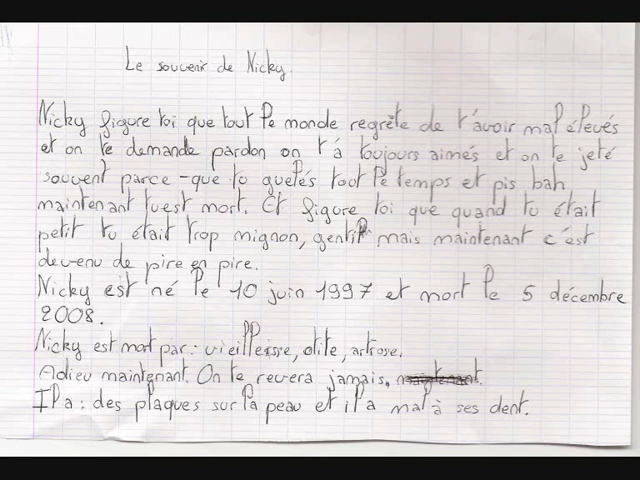 Le souvenir de Nicky.
Nicky figure toi que tout le monde regrète de t'avoir mal élevés
et on te demande pardon on t'á toujours aimés et on te jeté
souvent parce-que tu guelés tout le temps et pis bah,
maintenant tu est mort. Et figure toi que quand tu était
petit tu était trop mignon, gentil mais maintenant c'est
devenu de pire en pire.
Nicky est né le 10 juin 1997 et mort le 5 décembre
2008.
Nicky est mort par : vieilleisse, otite, artrose.
Adieu maintenant. On te revera jamais.
Il a : des plaques sur la peau et il a mal à ses dent.